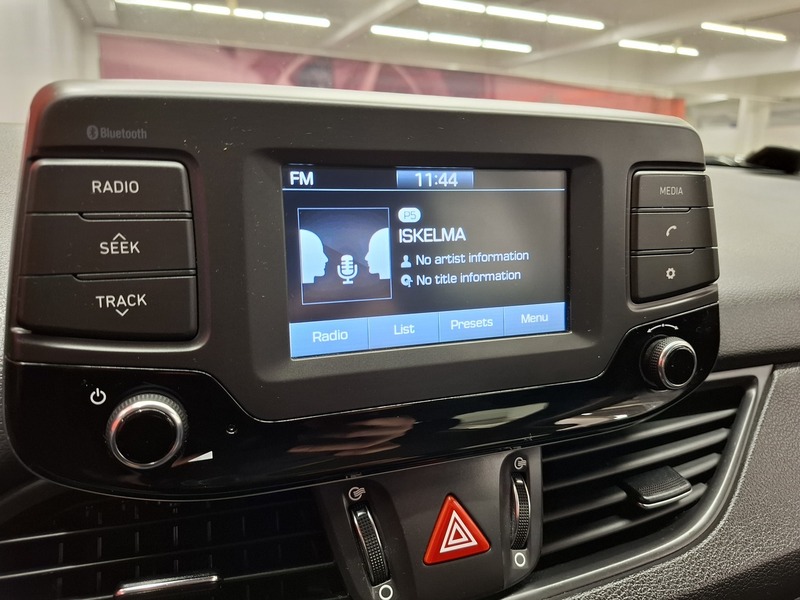 Bluetooth
RADIO
SEEK
TRACK
FM
11:44
P5
ISKELMA
No artist information
No title information
Radio
List
Presets
Menu
MEDIA